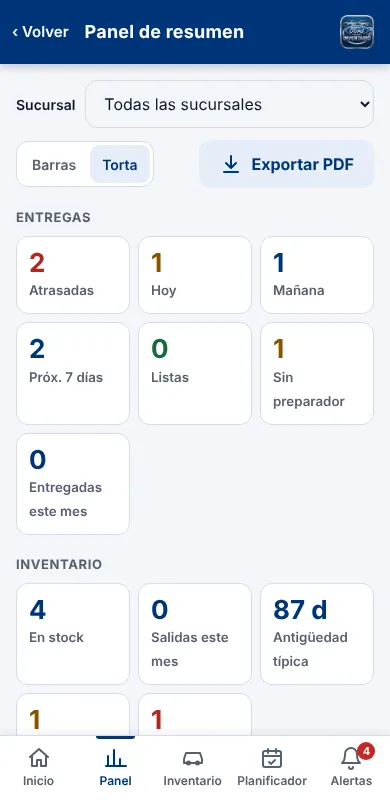 ‹ Volver Panel de resumen
Sucursal Todas las sucursales
Barras Torta Exportar PDF
ENTREGAS
2 1 1
Atrasadas Hoy Mañana
2 0 1
Próx. 7 días Listas Sin
preparador
0
Entregadas
este mes
INVENTARIO
4 0 87 d
En stock Salidas este Antigüedad
mes típica
1 1
4
Inicio Panel Inventario Planificador Alertas